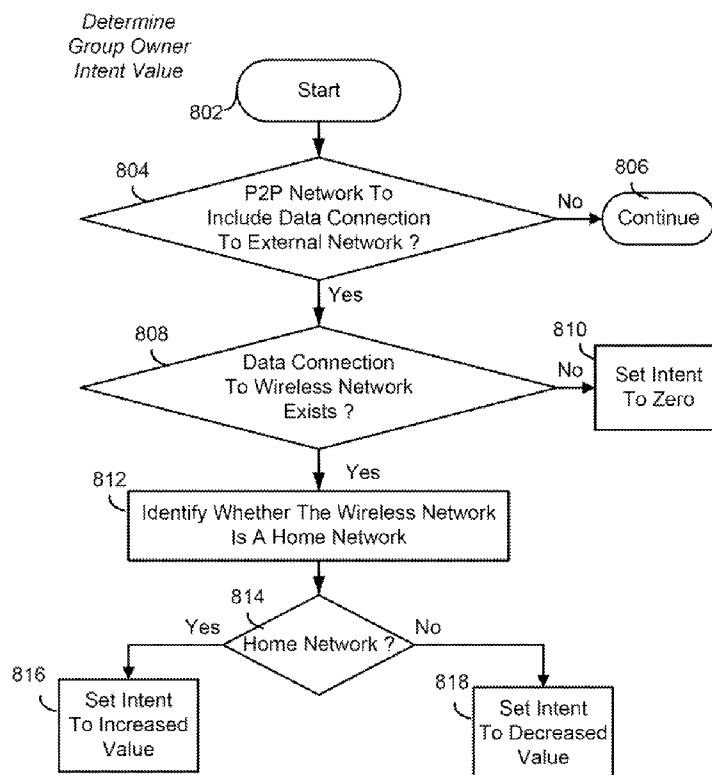 Determine
Group Owner
Intent Value
Start
802
804
P2P Network To
Include Data Connection
To External Network ?
No
806
Continue
Yes
808
Data Connection
To Wireless Network
Exists ?
No
810
Set Intent
To Zero
Yes
812
Identify Whether The Wireless Network
Is A Home Network
814
Yes
Home Network ?
No
816
Set Intent
To Increased
Value
818
Set Intent
To Decreased
Value